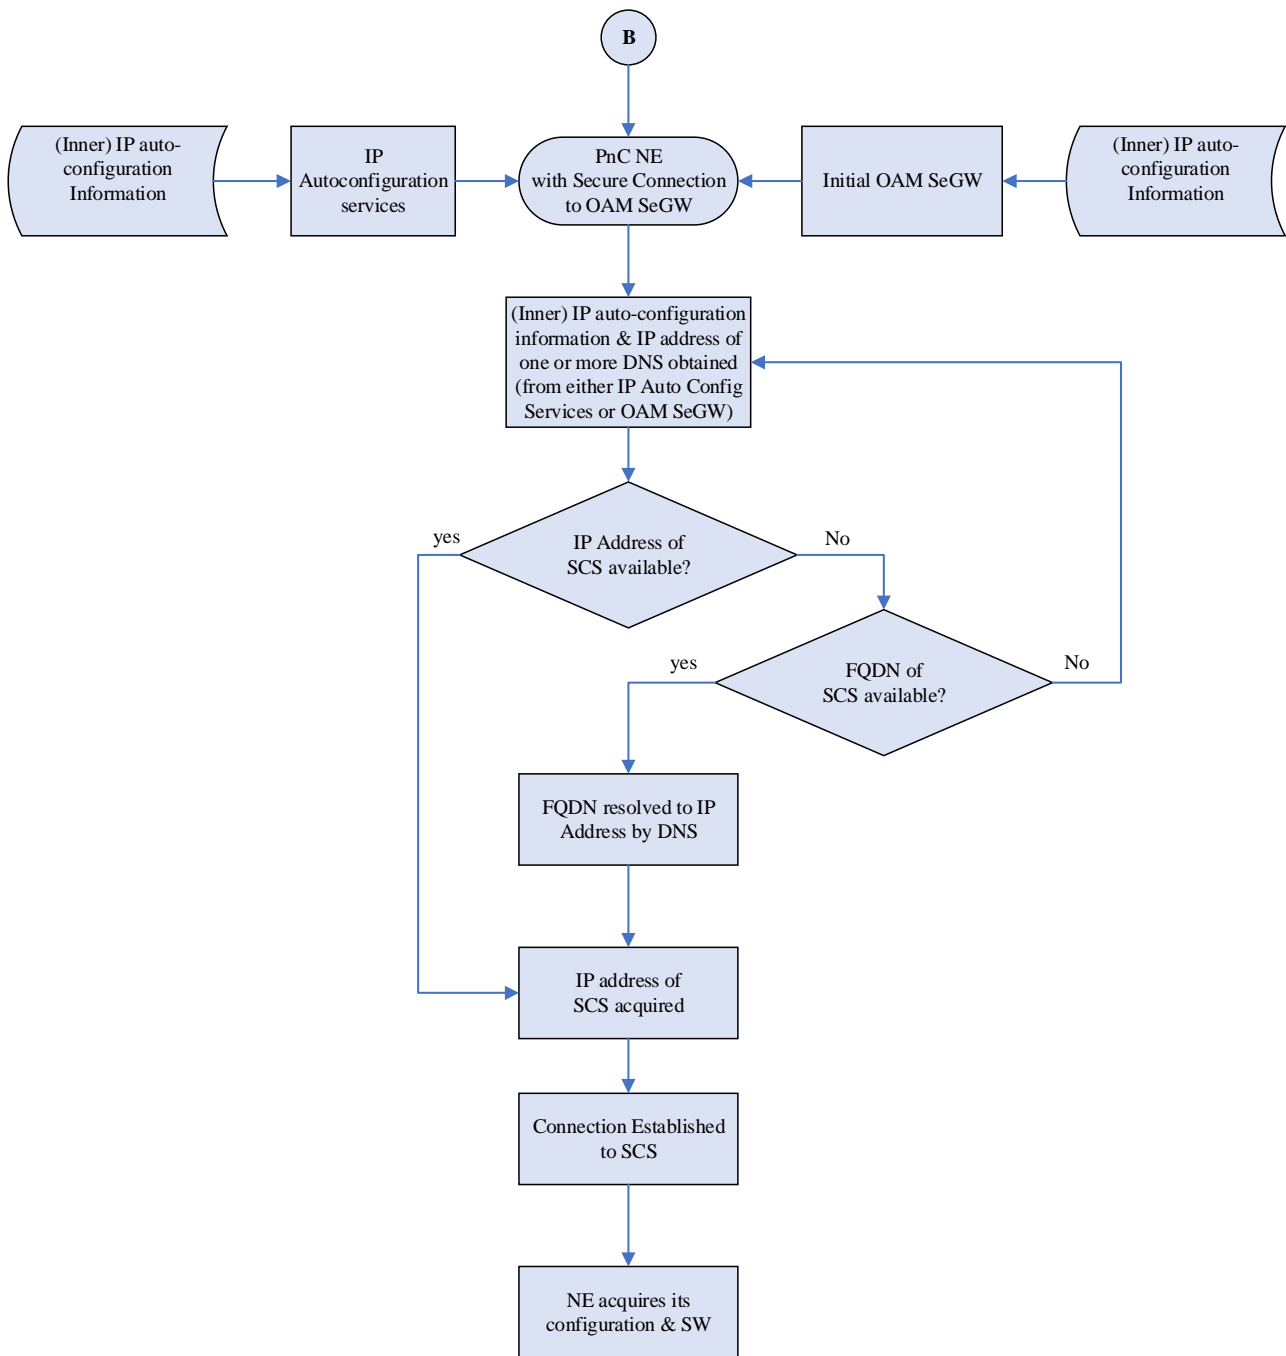 B
(Inner) IP auto-
configuration
Information
IP
Autoconfiguration
services
PnC NE
with Secure Connection
to OAM SeGW
Initial OAM SeGW
(Inner) IP auto-
configuration
Information
(Inner) IP auto-configuration
information & IP address of
one or more DNS obtained
(from either IP Auto Config
Services or OAM SeGW)
yes
IP Address of
SCS available?
No
yes
FQDN of
SCS available?
No
FQDN resolved to IP
Address by DNS
IP address of
SCS acquired
Connection Established
to SCS
NE acquires its
configuration & SW